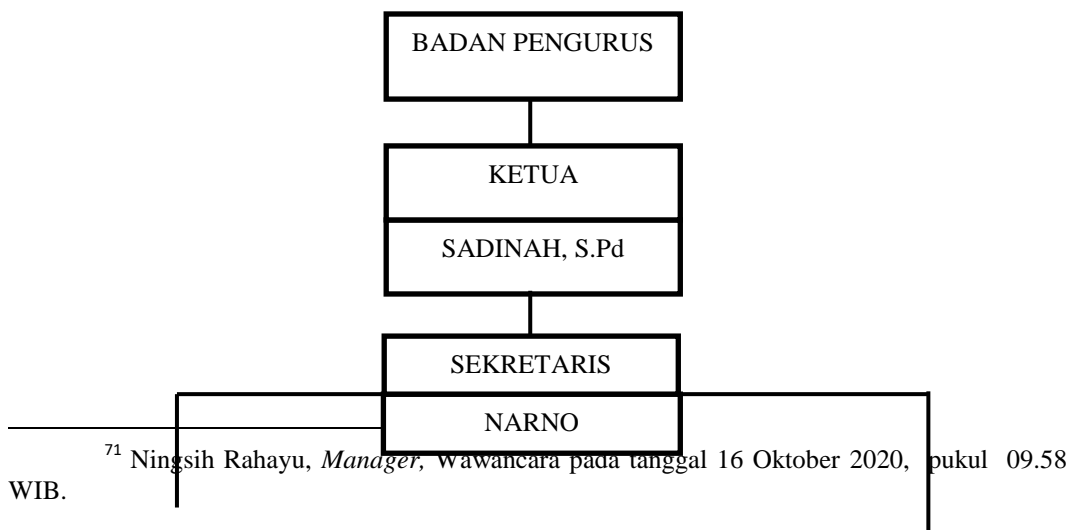 BADAN PENGURUS
KETUA
SADINAH, S.Pd
SEKRETARIS
NARNO
71 Ningsih Rahayu, Manager, Wawancara pada tanggal 16 Oktober 2020, pukul 09.58
WIB.